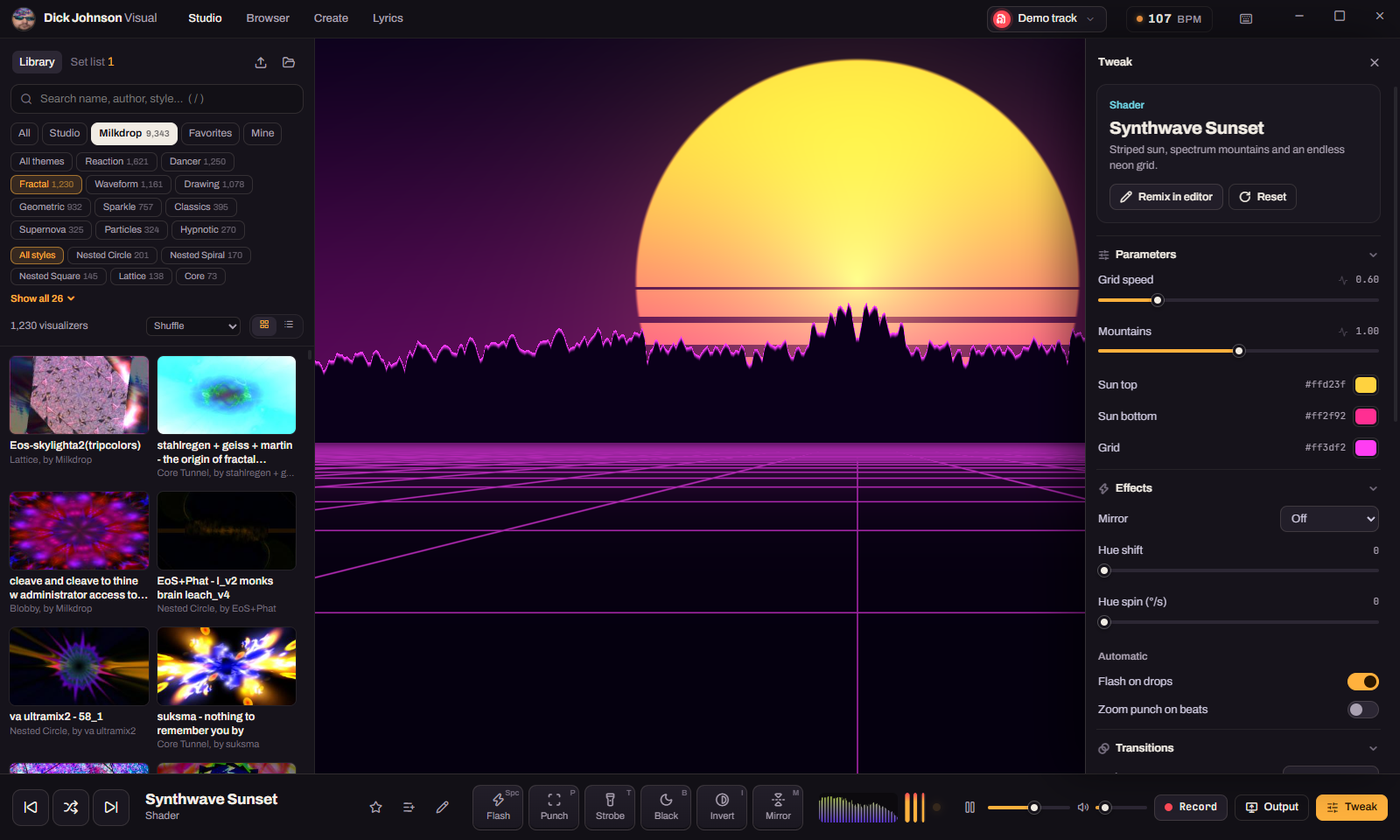 Dick Johnson Visual
Studio
Browser
Create
Lyrics
Demo track
107 BPM
Library
Set list 1
Search name, author, style... ( / )
All
Studio
Milkdrop 9,343
Favorites
Mine
All themes
Reaction 1,621
Dancer 1,250
Fractal 1,230
Waveform 1,161
Drawing 1,078
Geometric 932
Sparkle 757
Classics 395
Supernova 325
Particles 324
Hypnotic 270
All styles
Nested Circle 201
Nested Spiral 170
Nested Square 145
Lattice 138
Core 73
Show all 26
1,230 visualizers
Shuffle
Eos-skylighta2(tripcolors)
Lattice, by Milkdrop
stahlregen + geiss + martin
- the origin of fractal...
Core Tunnel, by stahlregen + g...
cleave and cleave to thine
w administrator access to...
Blobby, by Milkdrop
EoS+Phat - l_v2 monks
brain leach_v4
Nested Circle, by EoS+Phat
va ultramix2 - 58_1
Nested Circle, by va ultramix2
suksma - nothing to
remember you by
Core Tunnel, by suksma
Tweak
Shader
Synthwave Sunset
Striped sun, spectrum mountains and an endless
neon grid.
Remix in editor
Reset
Parameters
Grid speed
0.60
Mountains
1.00
Sun top
#ffd23f
Sun bottom
#ff2f92
Grid
#ff3df2
Effects
Mirror
Off
Hue shift
0
Hue spin (°/s)
0
Automatic
Flash on drops
Zoom punch on beats
Transitions
Synthwave Sunset
Shader
Spc
Flash
P
Punch
T
Strobe
B
Black
I
Invert
M
Mirror
Record
Output
Tweak